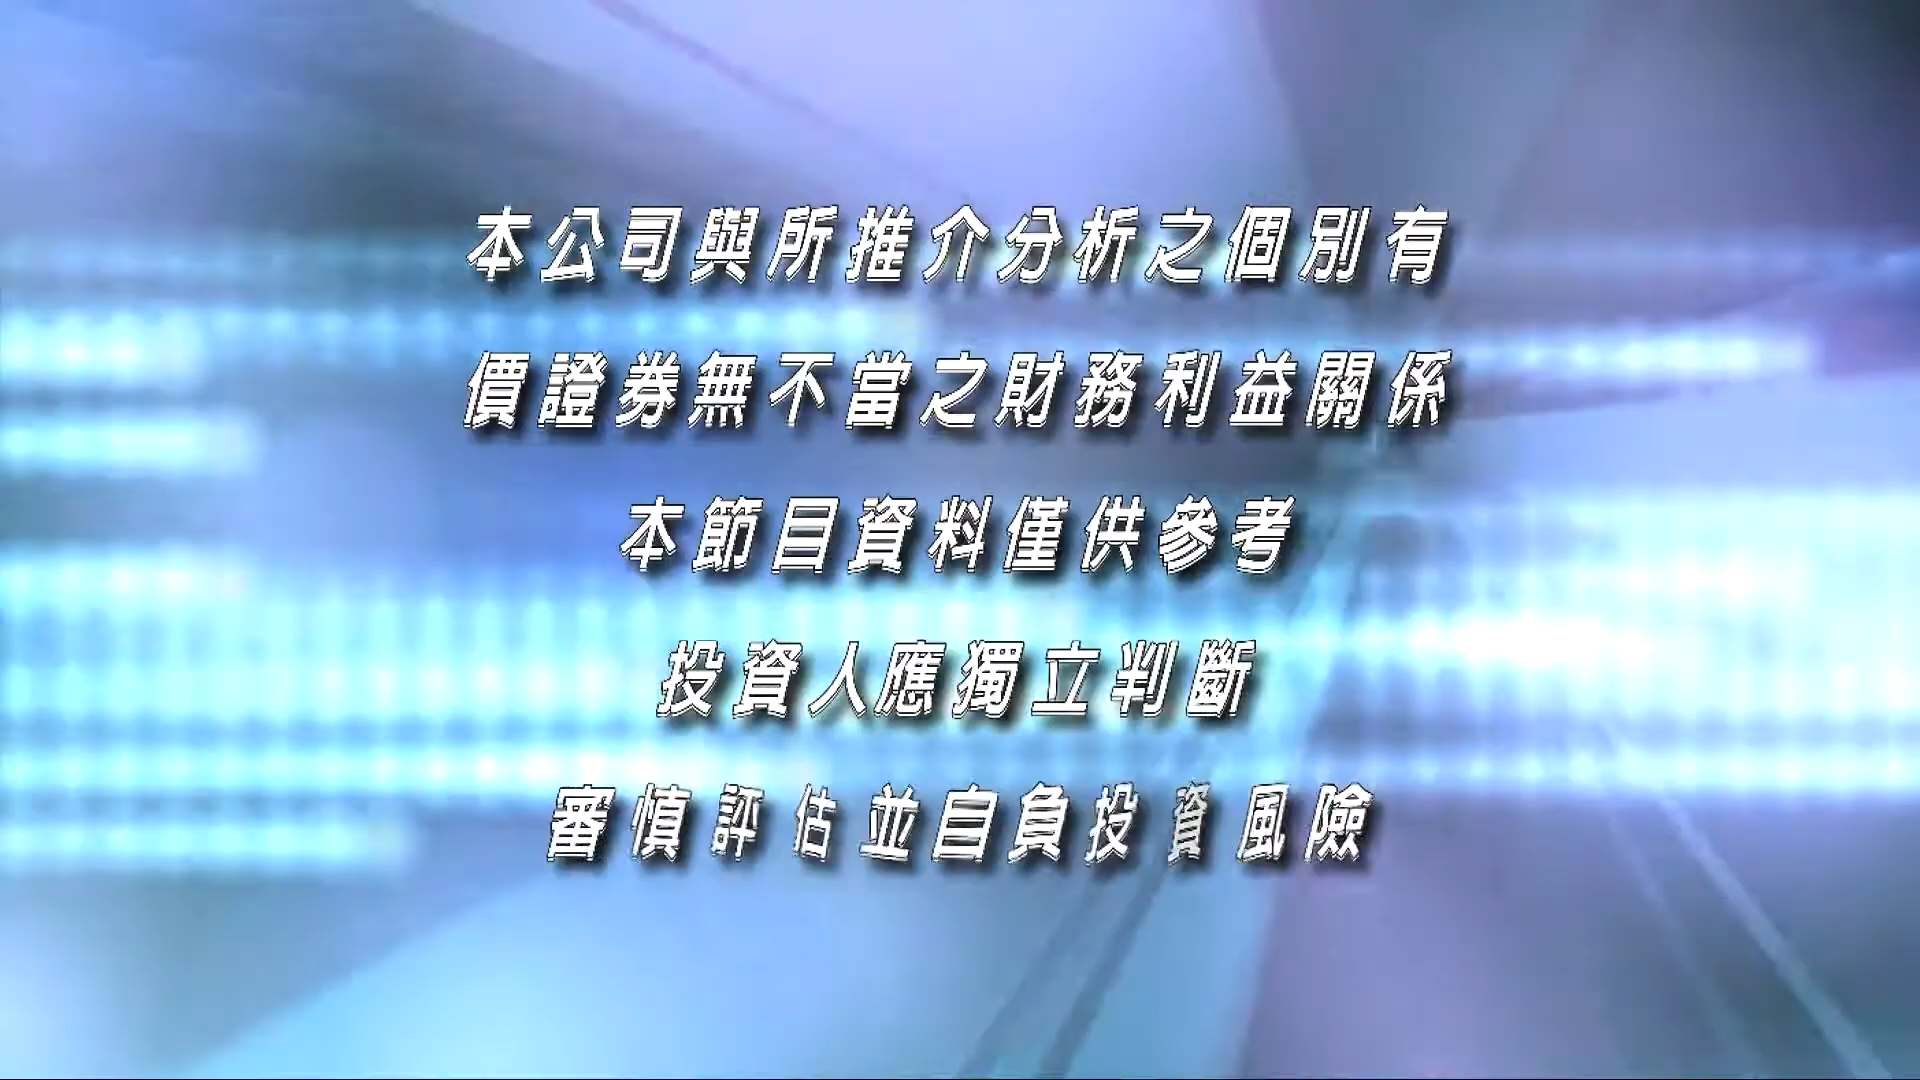 本公司與所推介分析之個別有
價證券無不當之財務利益關係
本節目資料僅供參考
投資人應獨立判斷
審慎評估並自負投資風險